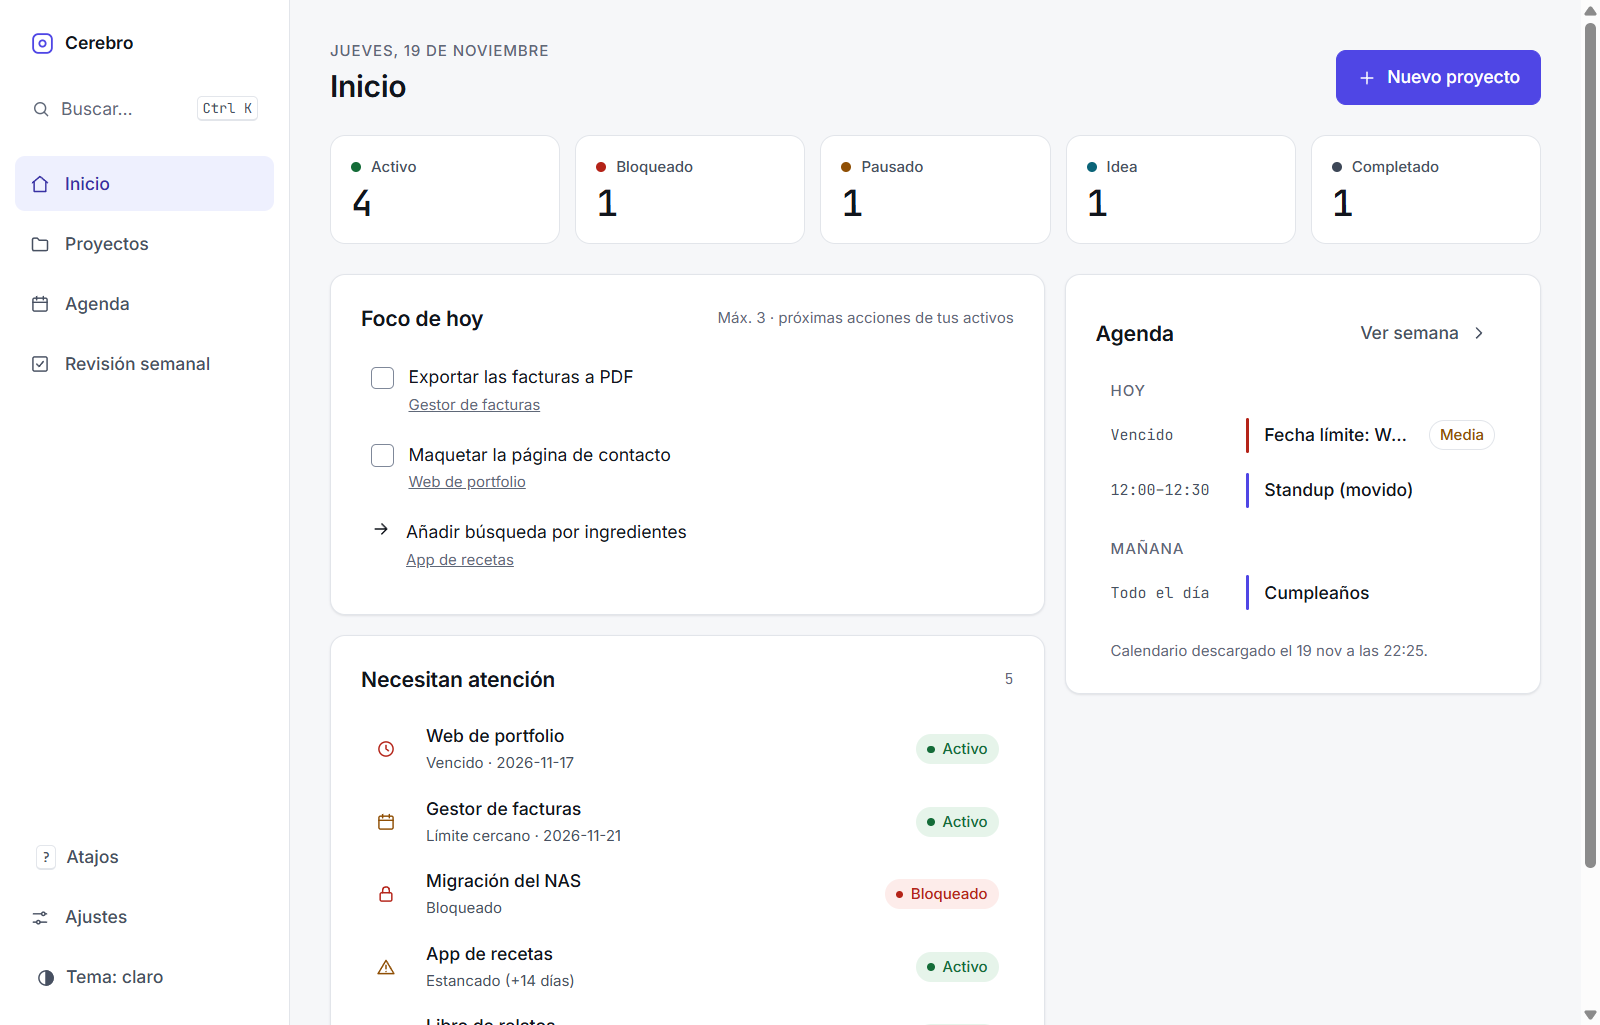 Cerebro
Buscar...
Ctrl K
Inicio
Proyectos
Agenda
Revisión semanal
? Atajos
Ajustes
Tema: claro
JUEVES, 19 DE NOVIEMBRE
Inicio
+ Nuevo proyecto
Activo
4
Bloqueado
1
Pausado
1
Idea
1
Completado
1
Foco de hoy
Máx. 3 · próximas acciones de tus activos
Exportar las facturas a PDF
Gestor de facturas
Maquetar la página de contacto
Web de portfolio
Añadir búsqueda por ingredientes
App de recetas
Necesitan atención
5
Web de portfolio
Vencido · 2026-11-17
Activo
Gestor de facturas
Límite cercano · 2026-11-21
Activo
Migración del NAS
Bloqueado
Bloqueado
App de recetas
Estancado (+14 días)
Activo
Libro de relatos
Agenda
Ver semana
HOY
Vencido
Fecha límite: W...
Media
12:00–12:30
Standup (movido)
MAÑANA
Todo el día
Cumpleaños
Calendario descargado el 19 nov a las 22:25.